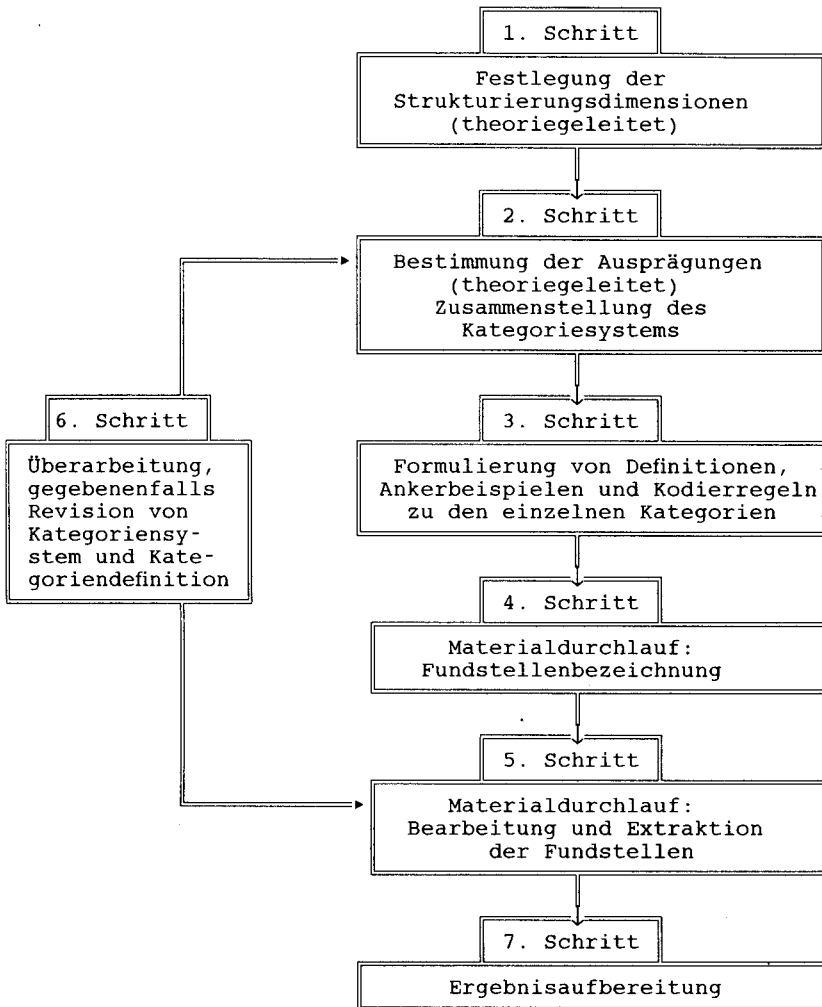 1. Schritt
Festlegung der
Strukturierungsdimensionen
(theoriegeleitet)
2. Schritt
Bestimmung der Ausprägungen
(theoriegeleitet)
Zusammenstellung des
Kategoriesystems
3. Schritt
Formulierung von Definitionen,
Ankerbeispielen und Kodierregeln
zu den einzelnen Kategorien
4. Schritt
Materialdurchlauf:
Fundstellenbezeichnung
5. Schritt
Materialdurchlauf:
Bearbeitung und Extraktion
der Fundstellen
6. Schritt
Überarbeitung,
gegebenenfalls
Revision von
Kategoriensy-
stem und Kate-
goriendefinition
7. Schritt
Ergebnisaufbereitung